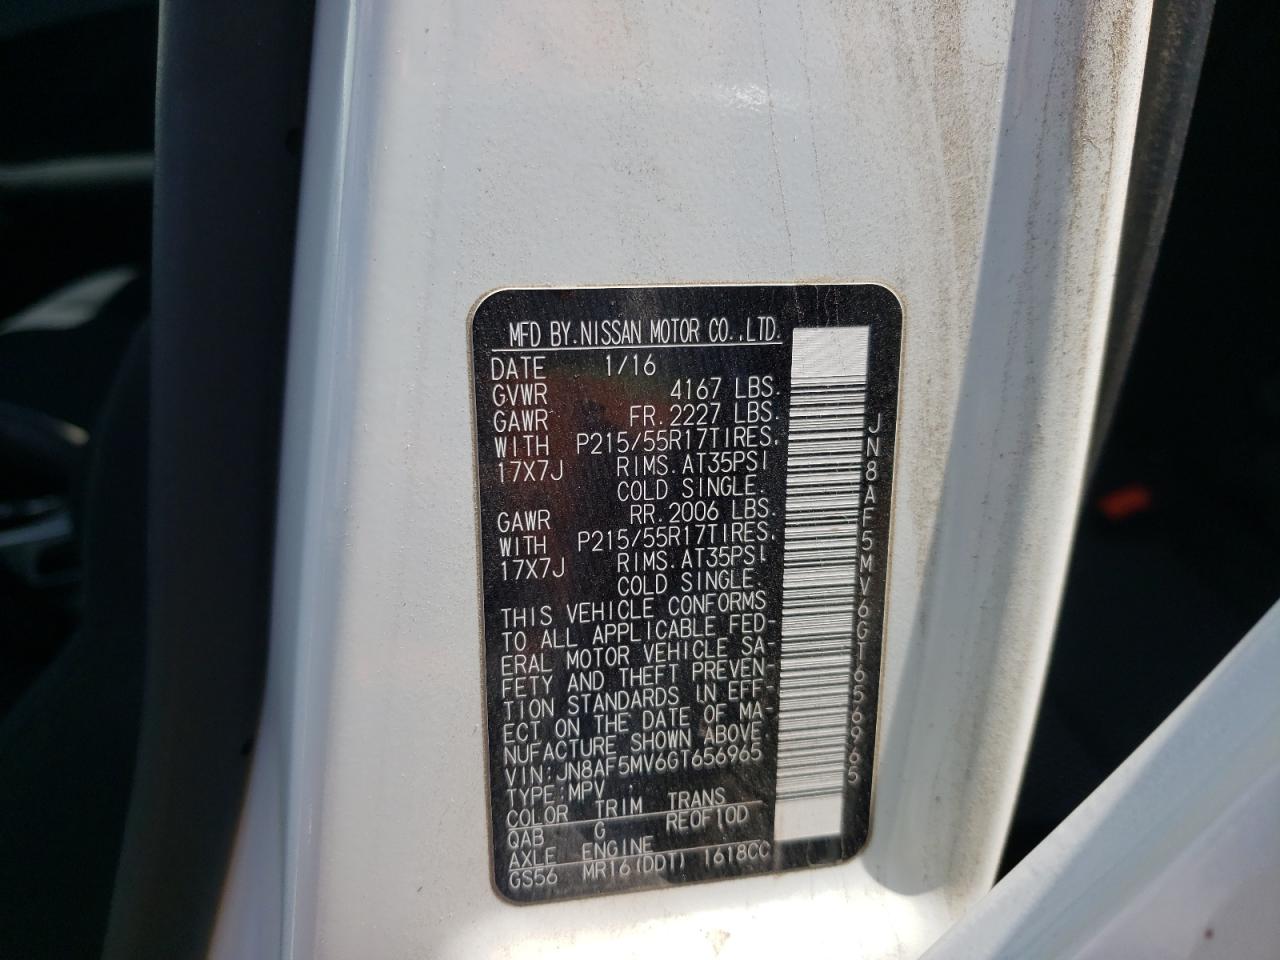 MFD BY.NISSAN MOTOR CO.,LTD.
DATE 1/16
GVWR 4167 LBS.
GAWR FR.2227 LBS.
WITH P215/55R17TIRES.
17X7J RIMS.AT35PSI
COLD SINGLE.
GAWR RR.2006 LBS.
WITH P215/55R17TIRES.
17X7J RIMS.AT35PSI
COLD SINGLE.
THIS VEHICLE CONFORMS
TO ALL APPLICABLE FED-
ERAL MOTOR VEHICLE SA-
FETY AND THEFT PREVEN-
TION STANDARDS IN EFF-
ECT ON THE DATE OF MA-
NUFACTURE SHOWN ABOVE
VIN:JN8AF5MV6GT656965
TYPE:MPV
COLOR TRIM TRANS
QAB G RE0F10D
AXLE ENGINE
GS56 MR16(DDT) 1618CC
JN8AF5MV6GT656965